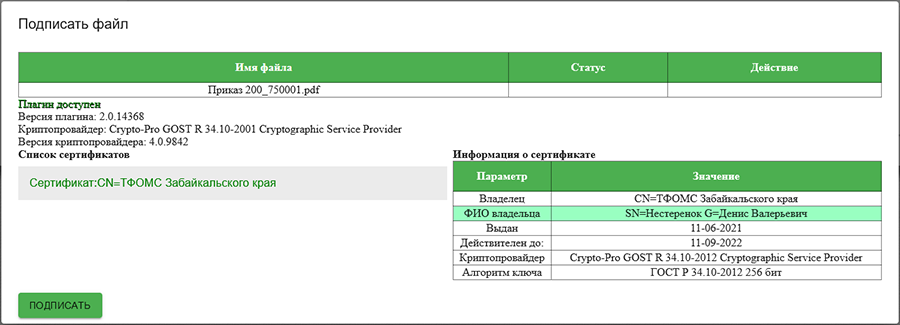 Подписать файл
Имя файла Статус Действие
Приказ 200_750001.pdf
Плагин доступен
Версия плагина: 2.0.14368
Криптопровайдер: Crypto-Pro GOST R 34.10-2001 Cryptographic Service Provider
Версия криптопровайдера: 4.0.9842
Список сертификатов
Сертификат:CN=ТФОМС Забайкальского края
Информация о сертификате
Параметр Значение
Владелец CN=ТФОМС Забайкальского края
ФИО владельца SN=Нестеренок G=Денис Валерьевич
Выдан 11-06-2021
Действителен до: 11-09-2022
Криптопровайдер Crypto-Pro GOST R 34.10-2012 Cryptographic Service Provider
Алгоритм ключа ГОСТ Р 34.10-2012 256 бит
ПОДПИСАТЬ